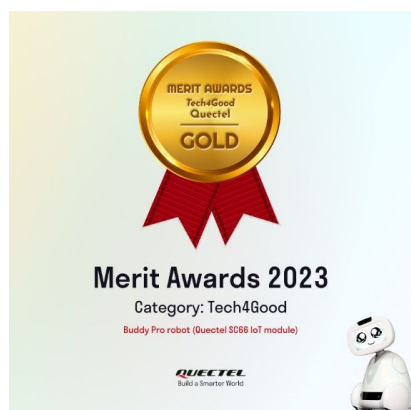 MERIT AWARDS
Tech4Good
Quectel
GOLD
Merit Awards 2023
Category: Tech4Good
Buddy Pro robot (Quectel SC66 IoT module)
QUECTEL
Build a Smarter World